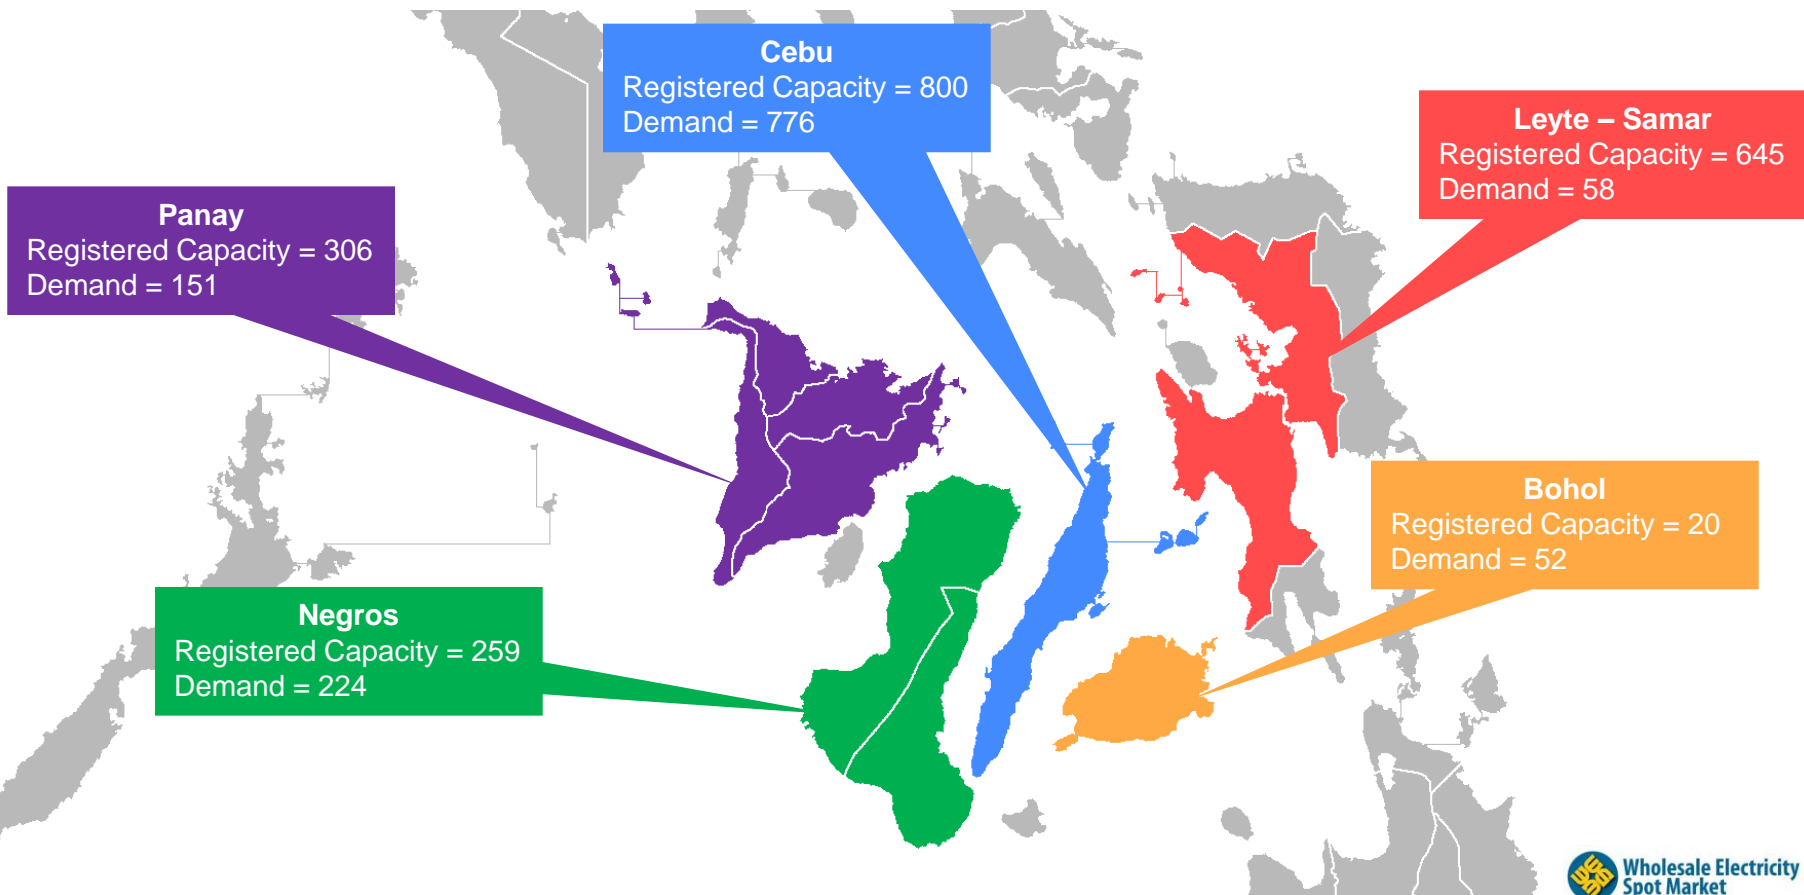 Cebu
Registered Capacity = 800
Demand = 776
Leyte – Samar
Registered Capacity = 645
Demand = 58
Panay
Registered Capacity = 306
Demand = 151
Bohol
Registered Capacity = 20
Demand = 52
Negros
Registered Capacity = 259
Demand = 224
Wholesale Electricity
Spot Market